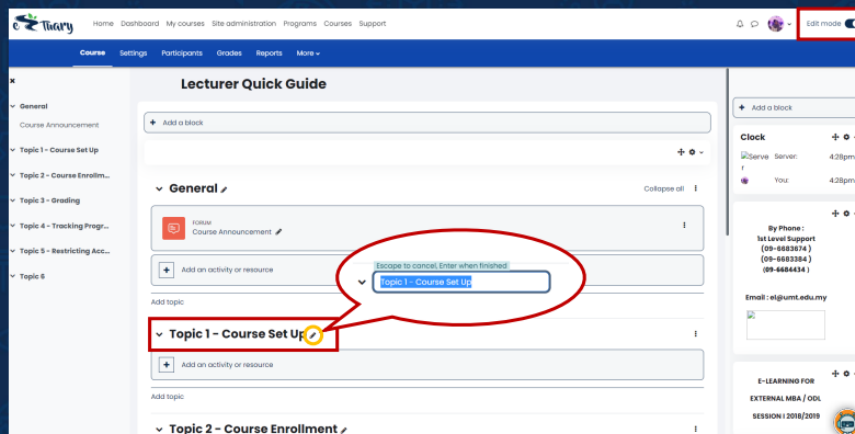 e Tuary
Home Dashboard My courses Site administration Programs Courses Support
Edit mode
Course Settings Participants Grades Reports More
Lecturer Quick Guide
General
Course Announcement
Topic 1 - Course Set Up
Topic 2 - Course Enrollm...
Topic 3 - Grading
Topic 4 - Tracking Progr...
Topic 5 - Restricting Acc...
Topic 6
Add a block
General
Collapse all
FORUM
Course Announcement
Add an activity or resource
Escape to cancel, Enter when finished
Topic 1 - Course Set Up
Add topic
Topic 1 - Course Set Up
Add an activity or resource
Add topic
Topic 2 - Course Enrollment
Add a block
Clock
Server: 4:28pm
You: 4:28pm
By Phone :
1st Level Support
(09-6683674 )
(09-6683384 )
(09-6684434 )
Email : el@umt.edu.my
E-LEARNING FOR
EXTERNAL MBA / ODL
SESSION I 2018/2019